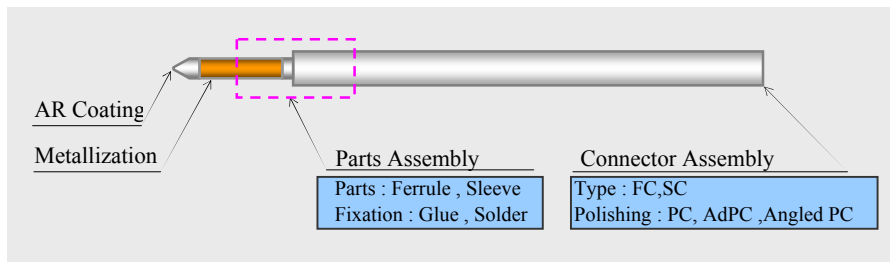 AR Coating
Metallization
Parts Assembly
Parts : Ferrule , Sleeve
Fixation : Glue , Solder
Connector Assembly
Type : FC,SC
Polishing : PC, AdPC ,Angled PC